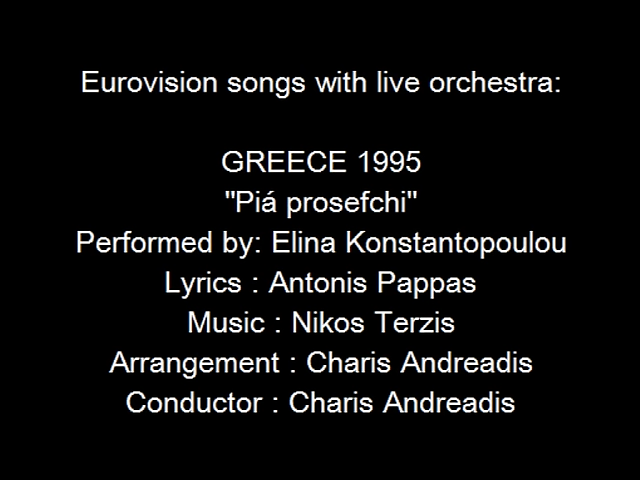 Eurovision songs with live orchestra:
GREECE 1995
"Piá prosefchi"
Performed by: Elina Konstantopoulou
Lyrics : Antonis Pappas
Music : Nikos Terzis
Arrangement : Charis Andreadis
Conductor : Charis Andreadis